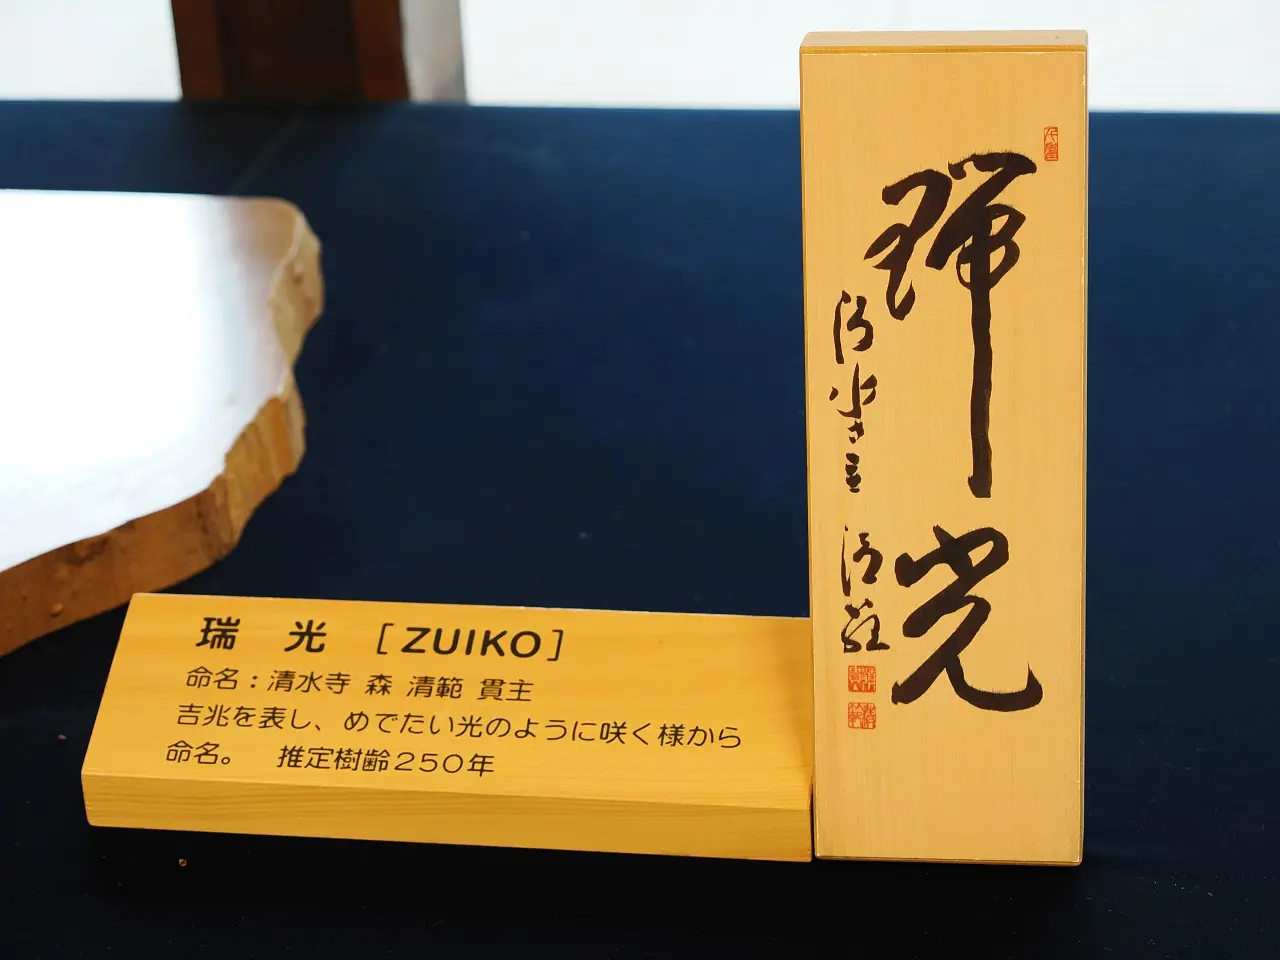 瑞光
清水寺主 清範
瑞 光 [ZUIKO]
命名：清水寺 森 清範 貫主
吉兆を表し、めでたい光のように咲く様から
命名。 推定樹齢250年